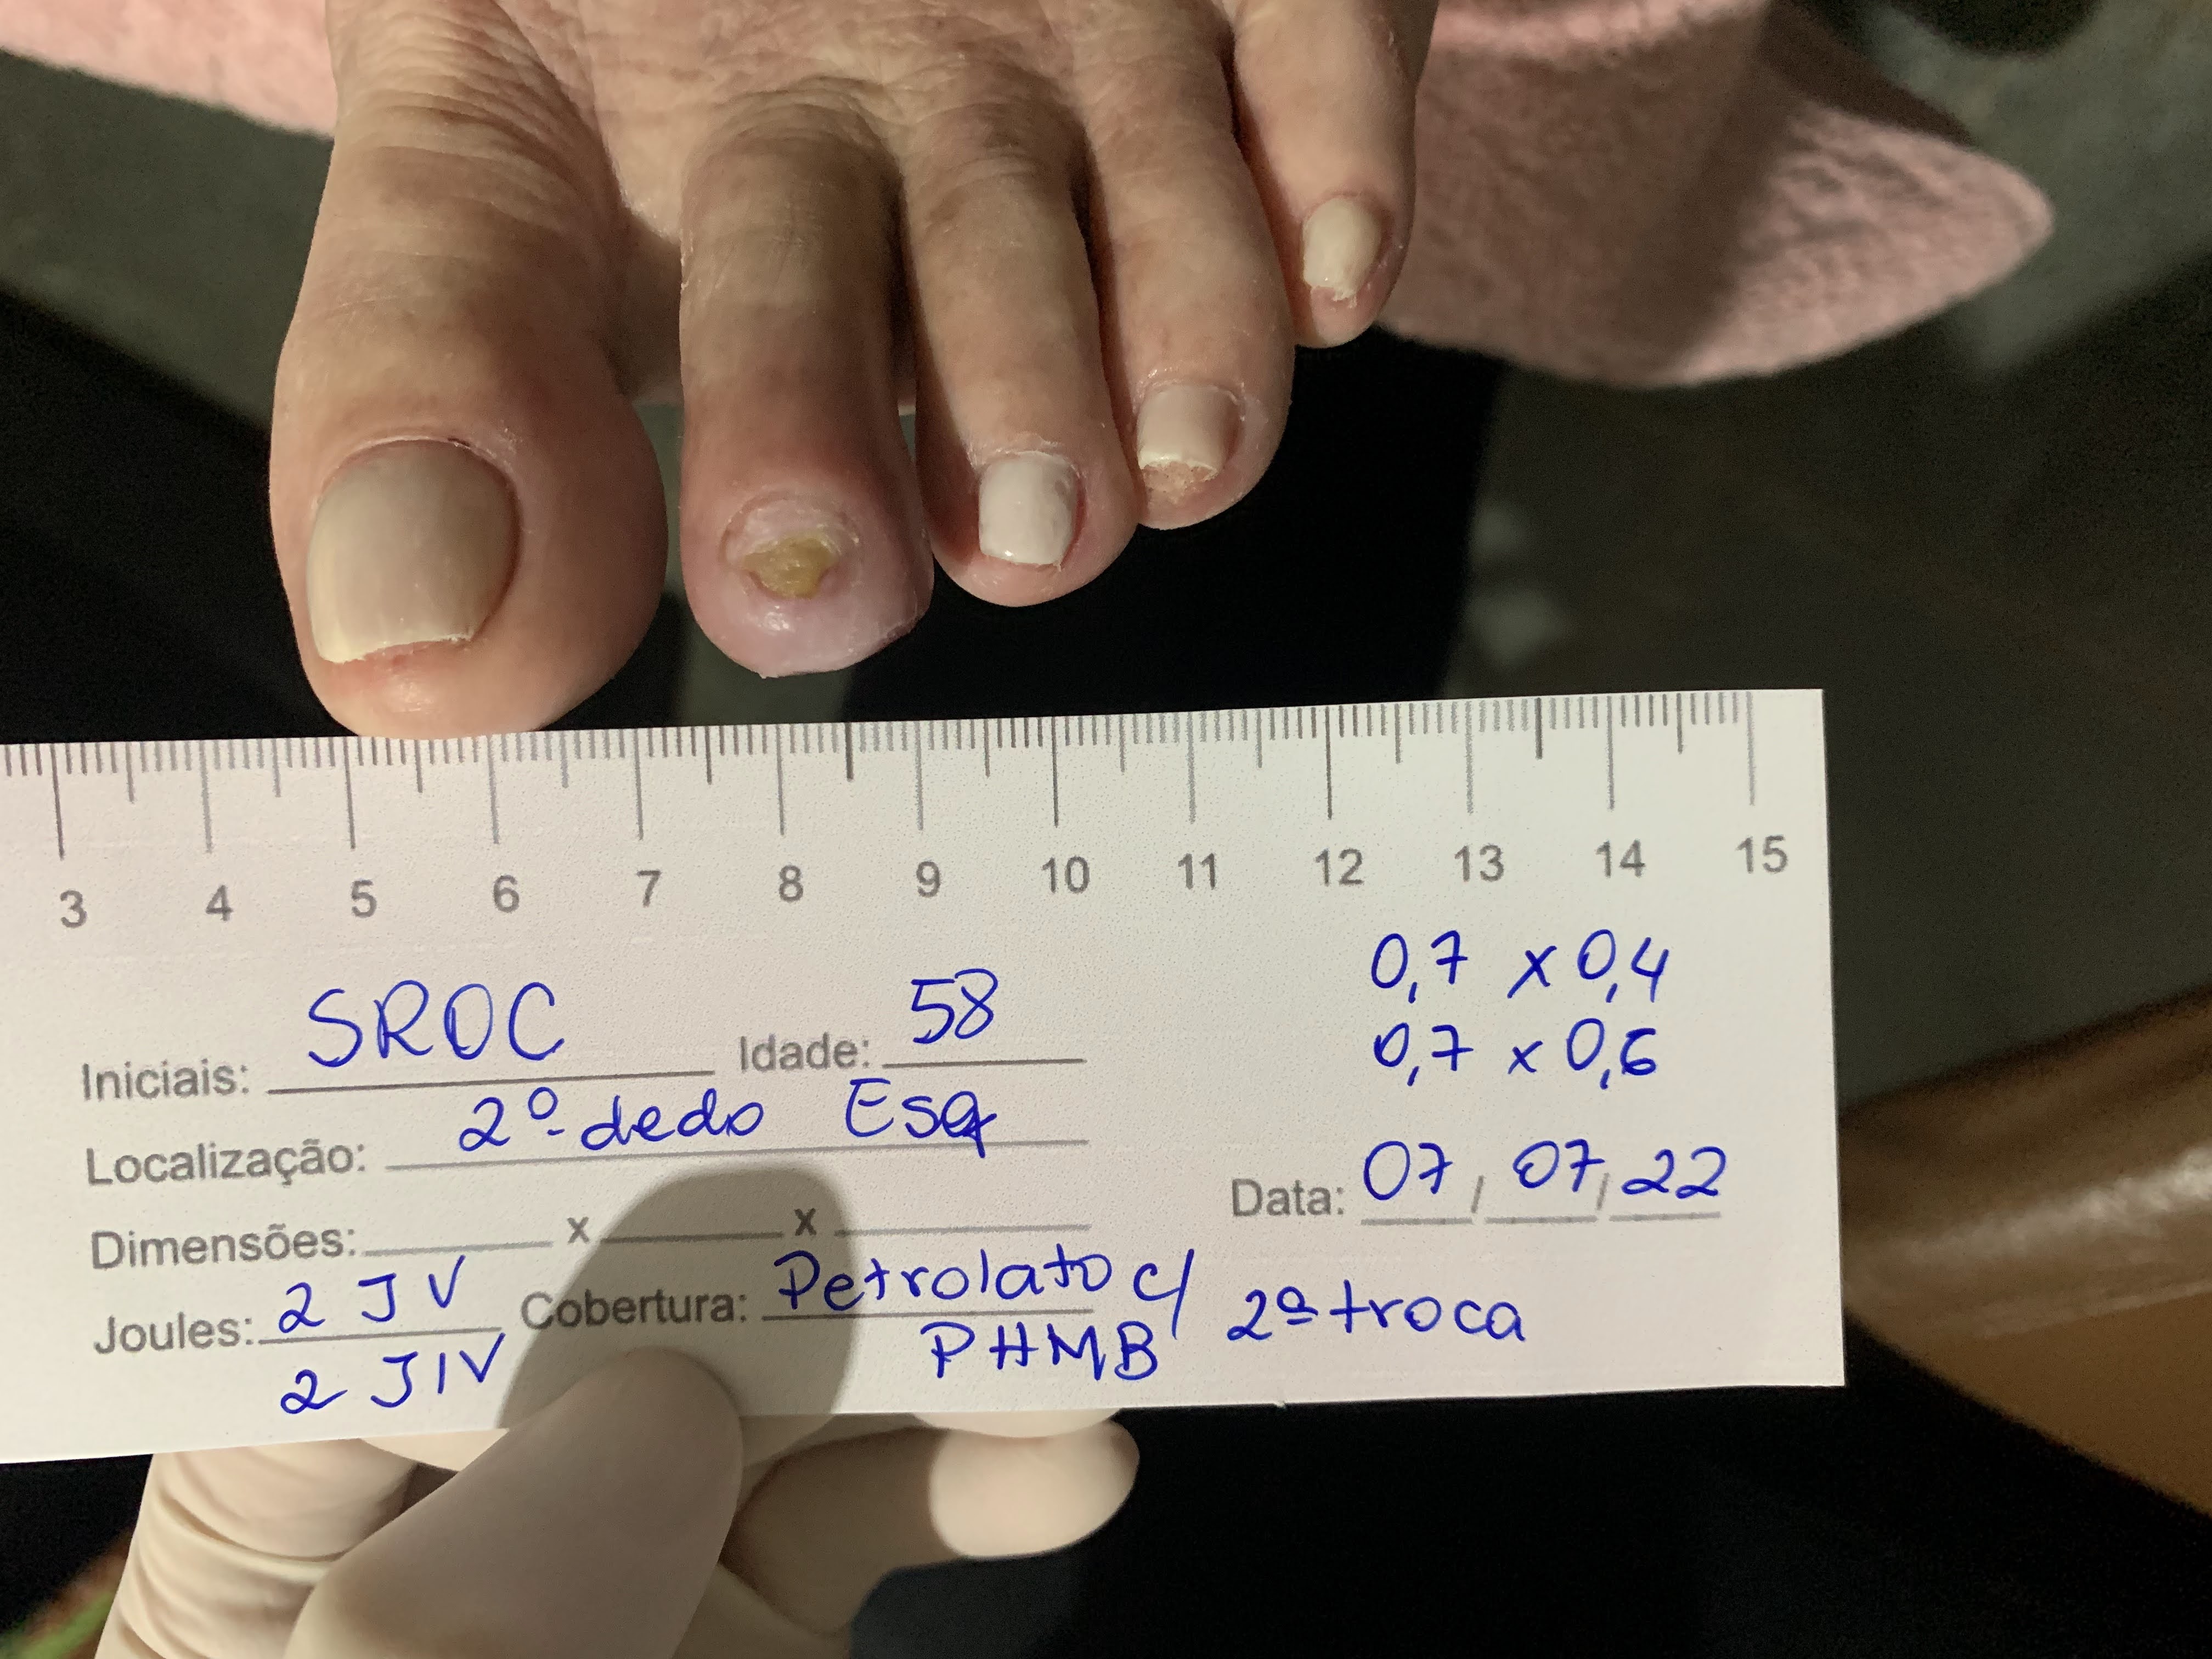 3 4 5 6 7 8 9 10 11 12 13 14 15
0,7 x 0,4
0,7 x 0,6
Iniciais: SROC Idade: 58
Localização: 2º dedo Esq
Data: 07/07/22
Dimensões: x x
Joules: 2 J V Cobertura: Petrolato c/ 2ª troca
2 J IV PHMB